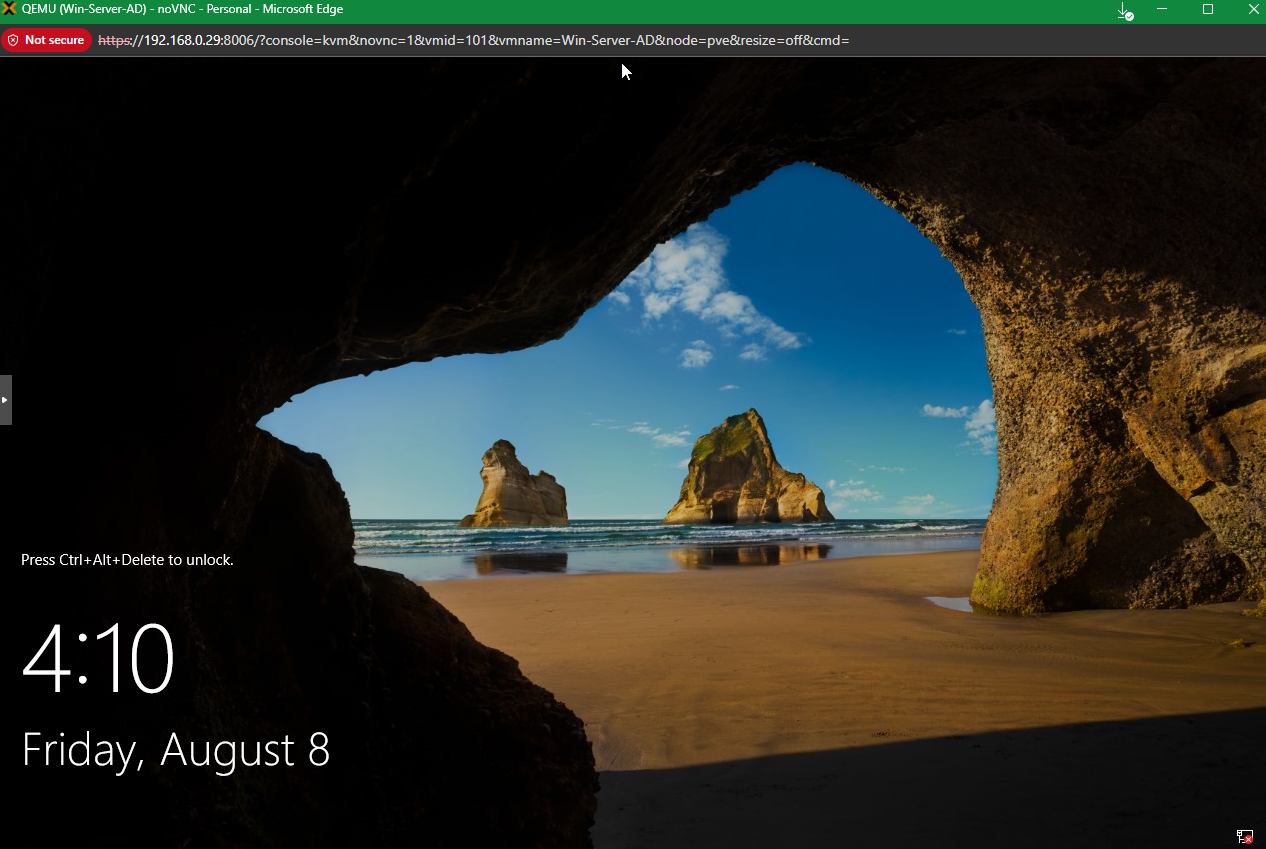 QEMU (Win-Server-AD) - noVNC - Personal - Microsoft Edge
Not secure https://192.168.0.29:8006/?console=kvm&novnc=1&vmid=101&vmname=Win-Server-AD&node=pve&resize=off&cmd=
Press Ctrl+Alt+Delete to unlock.
4:10
Friday, August 8